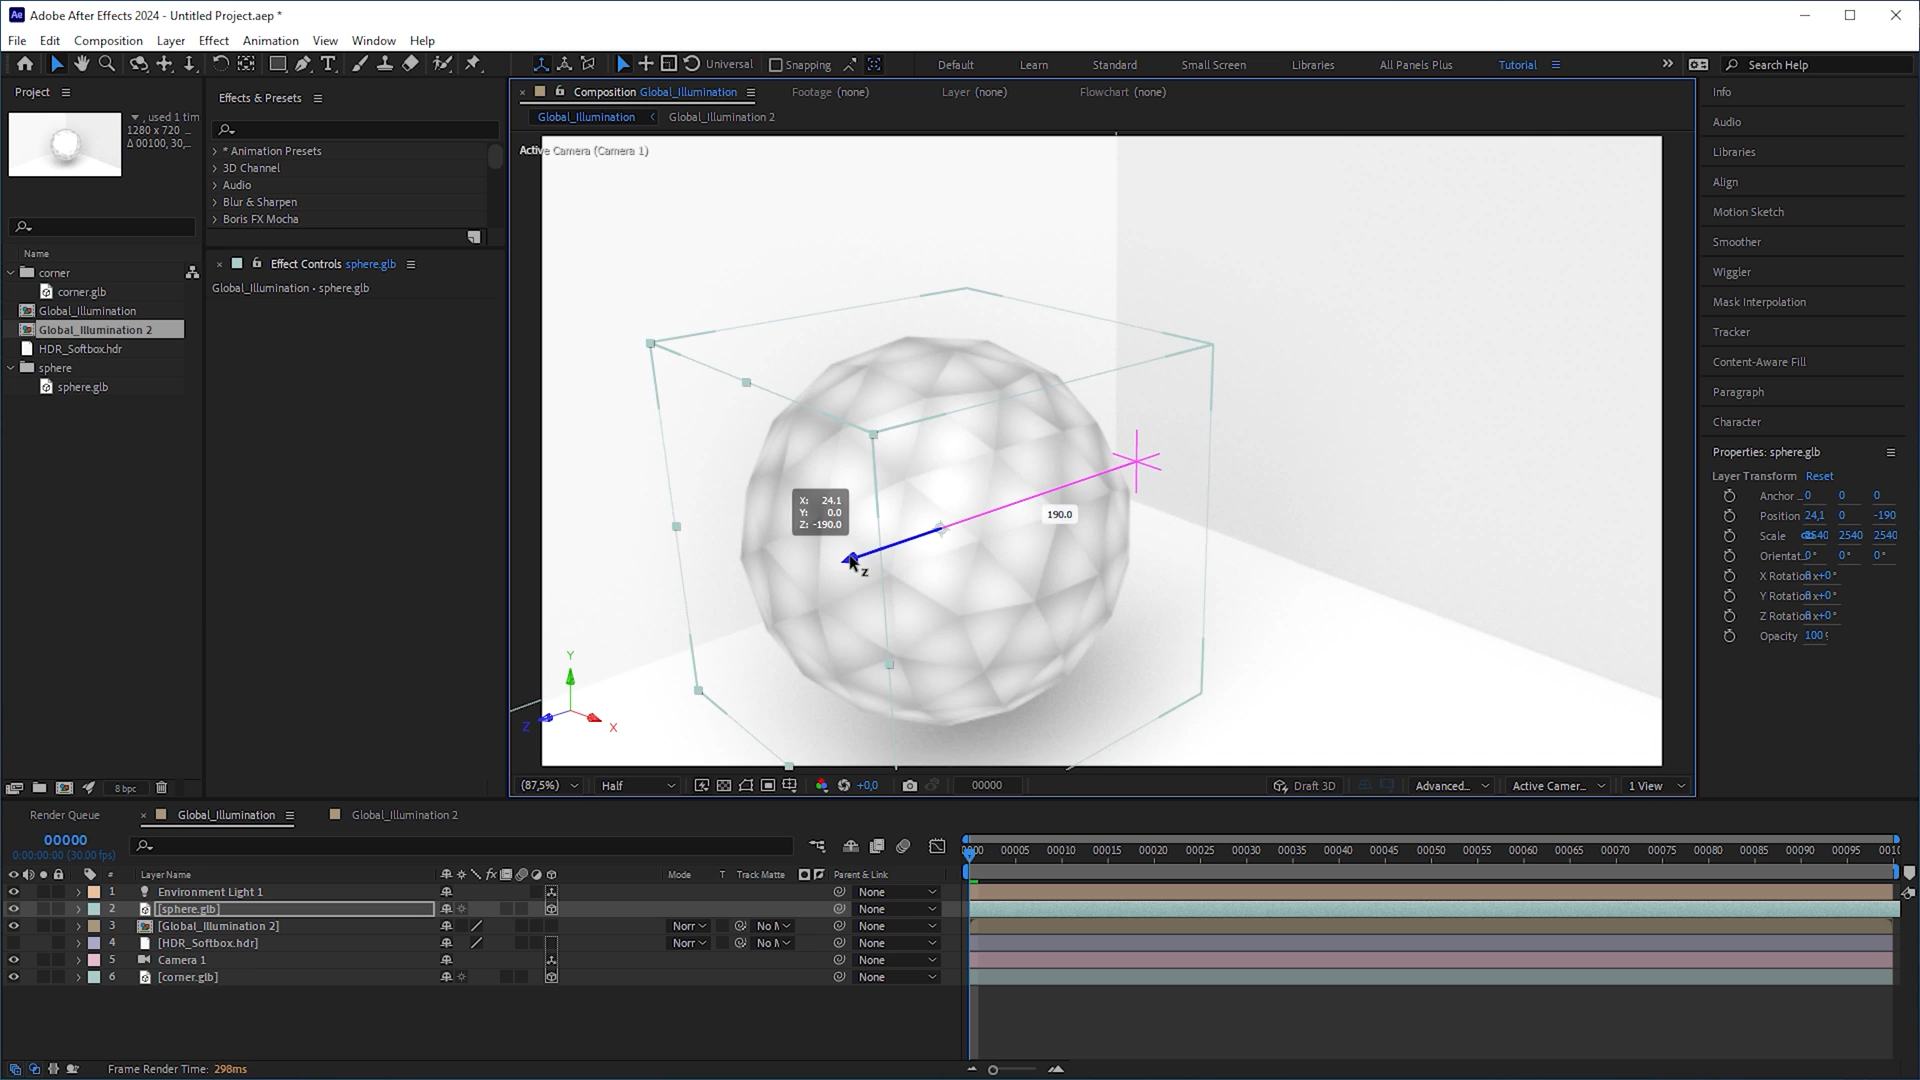 Adobe After Effects 2024 - Untitled Project.aep *
File Edit Composition Layer Effect Animation View Window Help
Universal Snapping Default Learn Standard Small Screen Libraries All Panels Plus Tutorial Search Help
Project
, used 1 tim
1280 x 720 ...
Δ 00100, 30,...
Name
corner
corner.glb
Global_Illumination
Global_Illumination 2
HDR_Softbox.hdr
sphere
sphere.glb
8 bpc
Effects & Presets
* Animation Presets
3D Channel
Audio
Blur & Sharpen
Boris FX Mocha
Effect Controls sphere.glb
Global_Illumination • sphere.glb
Composition Global_Illumination Footage (none) Layer (none) Flowchart (none)
Global_Illumination Global_Illumination 2
Active Camera (Camera 1)
X: 24.1
Y: 0.0
Z: -190.0
190.0
Z
Y
Z
X
(87,5%) Half +0,0 00000 Draft 3D Advanced... Active Camer... 1 View
Info
Audio
Libraries
Align
Motion Sketch
Smoother
Wiggler
Mask Interpolation
Tracker
Content-Aware Fill
Paragraph
Character
Properties: sphere.glb
Layer Transform Reset
Anchor ... 0 0 0
Position 24,1 0 -190
Scale 2540 2540
Orientat... 0° 0° 0°
X Rotation x+0°
Y Rotation x+0°
Z Rotation x+0°
Opacity 100
Render Queue Global_Illumination Global_Illumination 2
00000
0:00:00:00 (30.00 fps)
00005 00010 00015 00020 00025 00030 00035 00040 00045 00050 00055 00060 00065 00070 00075 00080 00085 00090 00095
# Layer Name fx Mode T Track Matte Parent & Link
1 Environment Light 1 None
2 [sphere.glb] None
3 [Global_Illumination 2] Norr No M None
4 [HDR_Softbox.hdr] Norr No M None
5 Camera 1 None
6 [corner.glb] None
Frame Render Time: 298ms